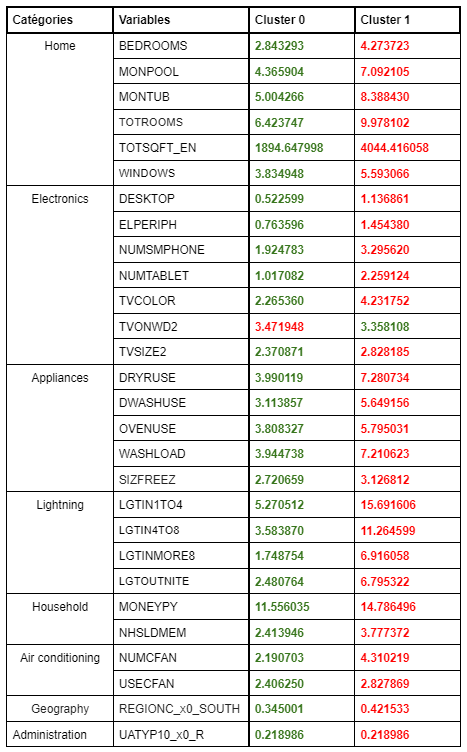 Catégories Variables Cluster 0 Cluster 1
Home BEDROOMS 2.843293 4.273723
MONPOOL 4.365904 7.092105
MONTUB 5.004266 8.388430
TOTROOMS 6.423747 9.978102
TOTSQFT_EN 1894.647998 4044.416058
WINDOWS 3.834948 5.593066
Electronics DESKTOP 0.522599 1.136861
ELPERIPH 0.763596 1.454380
NUMSMPHONE 1.924783 3.295620
NUMTABLET 1.017082 2.259124
TVCOLOR 2.265360 4.231752
TVONWD2 3.471948 3.358108
TVSIZE2 2.370871 2.828185
Appliances DRYRUSE 3.990119 7.280734
DWASHUSE 3.113857 5.649156
OVENUSE 3.808327 5.795031
WASHLOAD 3.944738 7.210623
SIZFREEZ 2.720659 3.126812
Lightning LGTIN1TO4 5.270512 15.691606
LGTIN4TO8 3.583870 11.264599
LGTINMORE8 1.748754 6.916058
LGTOUTNITE 2.480764 6.795322
Household MONEYPY 11.556035 14.786496
NHSLDMEM 2.413946 3.777372
Air conditioning NUMCFAN 2.190703 4.310219
USECFAN 2.406250 2.827869
Geography REGIONC_x0_SOUTH 0.345001 0.421533
Administration UATYP10_x0_R 0.218986 0.218986